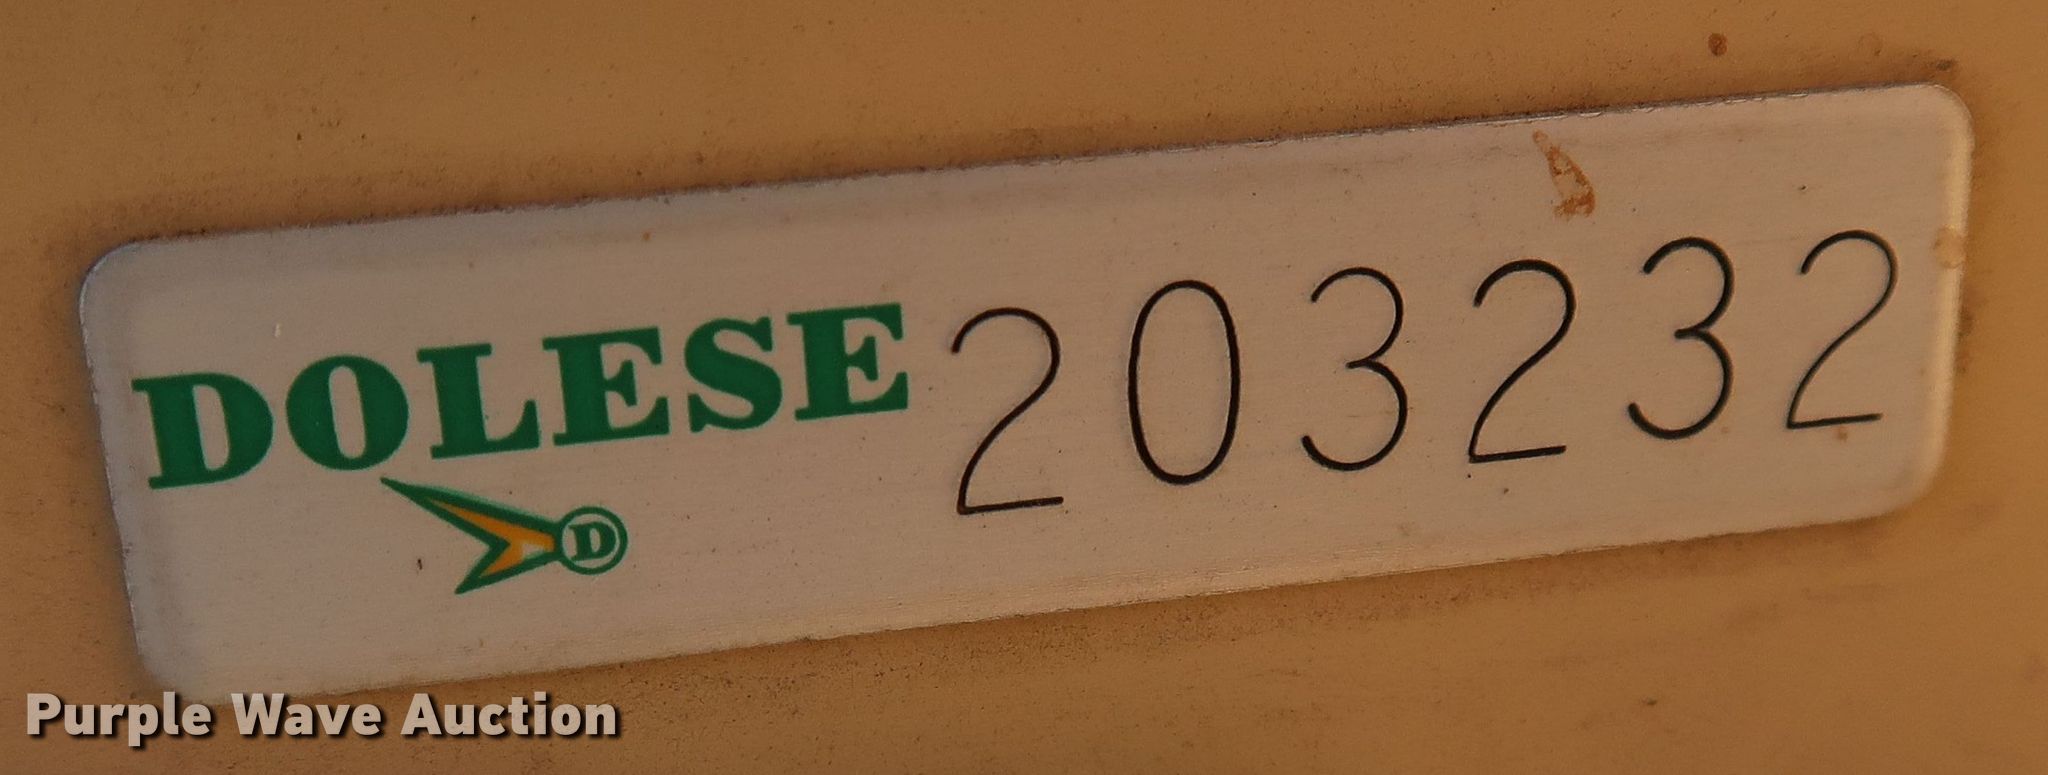 DOLESE 203232
D
Purple Wave Auction